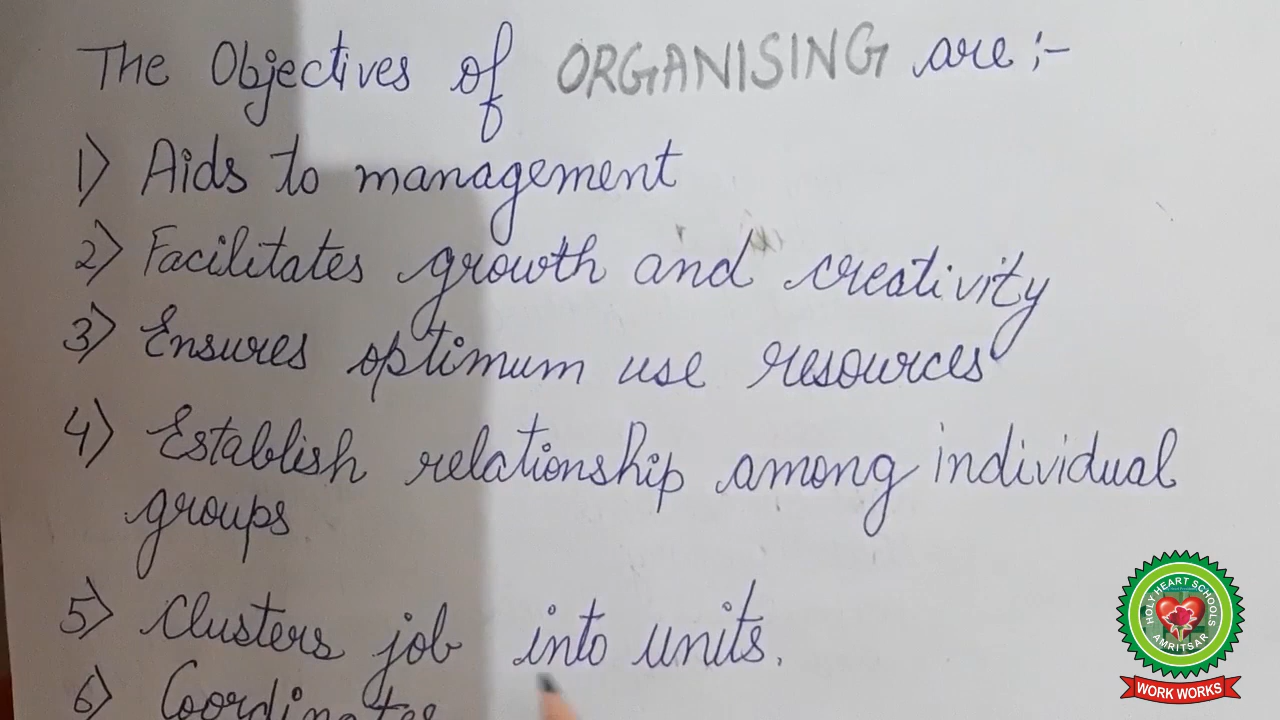 The Objectives of ORGANISING are :-
1) Aids to management
2) Facilitates growth and creativity
3) Ensures optimum use resources
4) Establish relationship among individual
groups
5) Clusters job into units.
6) Coordinates
HOLY HEART SCHOOLS
AMRITSAR
WORK WORKS